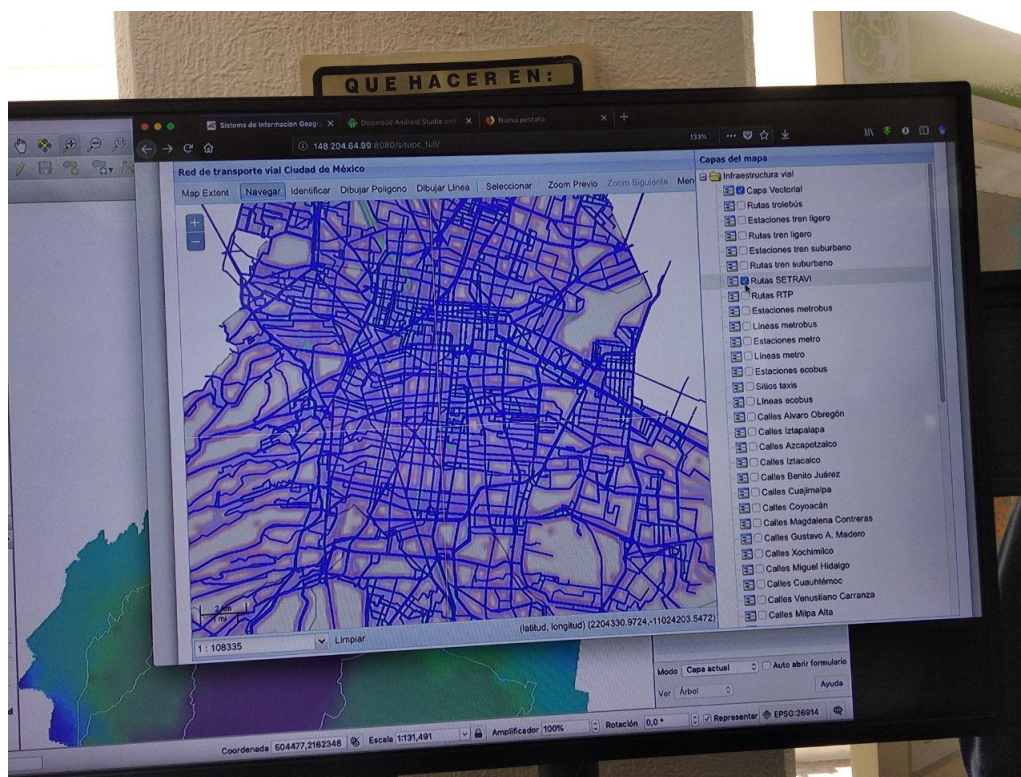 QUE HACER EN:
Sistema de Informacion Geogr
Download Android Studio and
Nueva pestaña
148.204.64.99:8080/situpc_full/
133%
Red de transporte vial Ciudad de México
Map Extent Navegar Identificar Dibujar Poligono Dibujar Línea Seleccionar Zoom Previo Zoom Siguiente Men
+
−
2 km
1 mi
1 : 108335
Limpiar
(latitud, longitud) (2204330.9724,-11024203.5472)
Capas del mapa
Infraestructura vial
Capa Vectorial
Rutas trolebús
Estaciones tren ligero
Rutas tren ligero
Estaciones tren suburbano
Rutas tren suburbano
Rutas SETRAVI
Rutas RTP
Estaciones metrobus
Líneas metrobus
Estaciones metro
Líneas metro
Estaciones ecobus
Sitios taxis
Líneas ecobus
Calles Alvaro Obregón
Calles Iztapalapa
Calles Azcapotzalco
Calles Iztacalco
Calles Benito Juárez
Calles Cuajimalpa
Calles Coyoacán
Calles Magdalena Contreras
Calles Gustavo A. Madero
Calles Xochimilco
Calles Miguel Hidalgo
Calles Cuauhtémoc
Calles Venustiano Carranza
Calles Milpa Alta
Modo Capa actual Auto abrir formulario
Ver Árbol Ayuda
Coordenada 504477,2162348 Escala 1:131,491 Amplificador 100% Rotación 0,0 ° Representar EPSG:26914